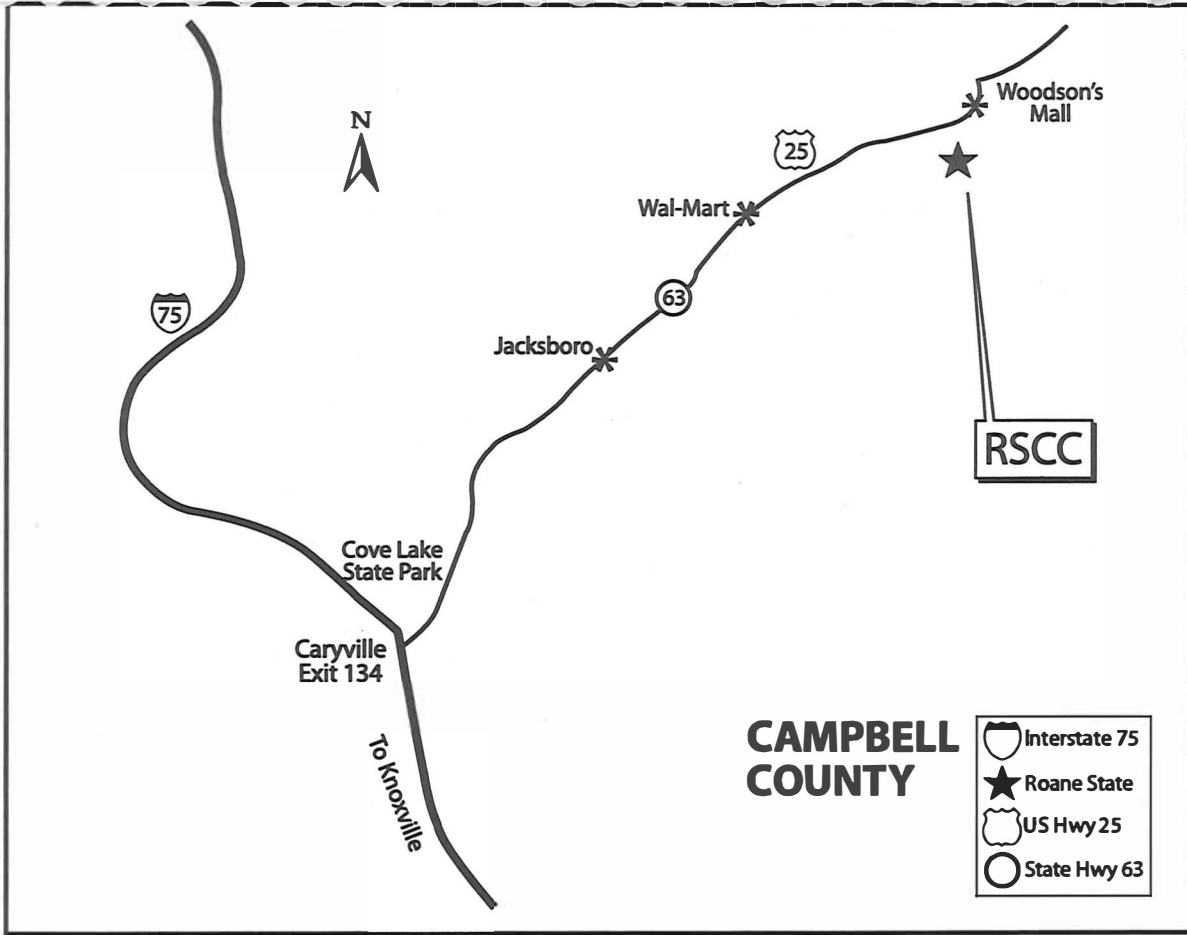 N
Woodson's
Mall
25
Wal-Mart
63
75
Jacksboro
RSCC
Cove Lake
State Park
Caryville
Exit 134
To Knoxville
CAMPBELL
COUNTY
Interstate 75
Roane State
US Hwy 25
State Hwy 63